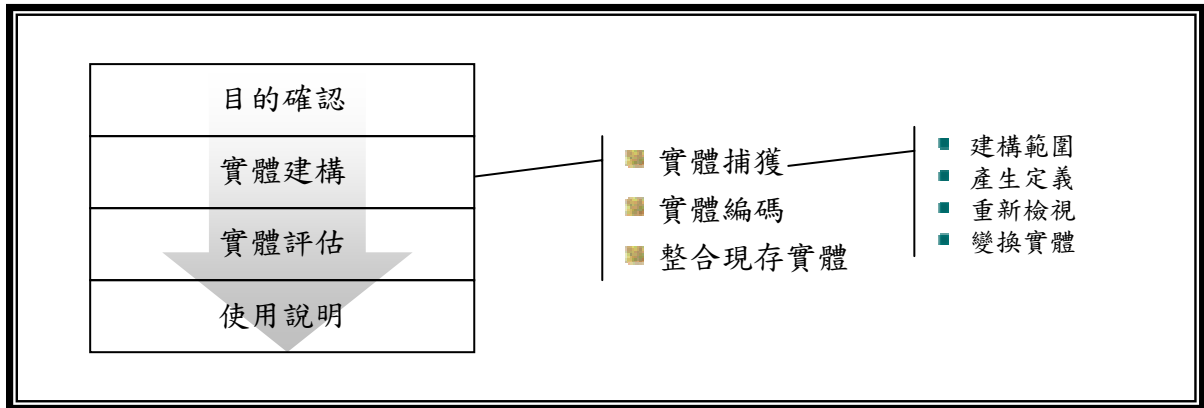 目的確認
實體建構
實體評估
使用說明
實體捕獲
實體編碼
整合現存實體
建構範圍
產生定義
重新檢視
變換實體